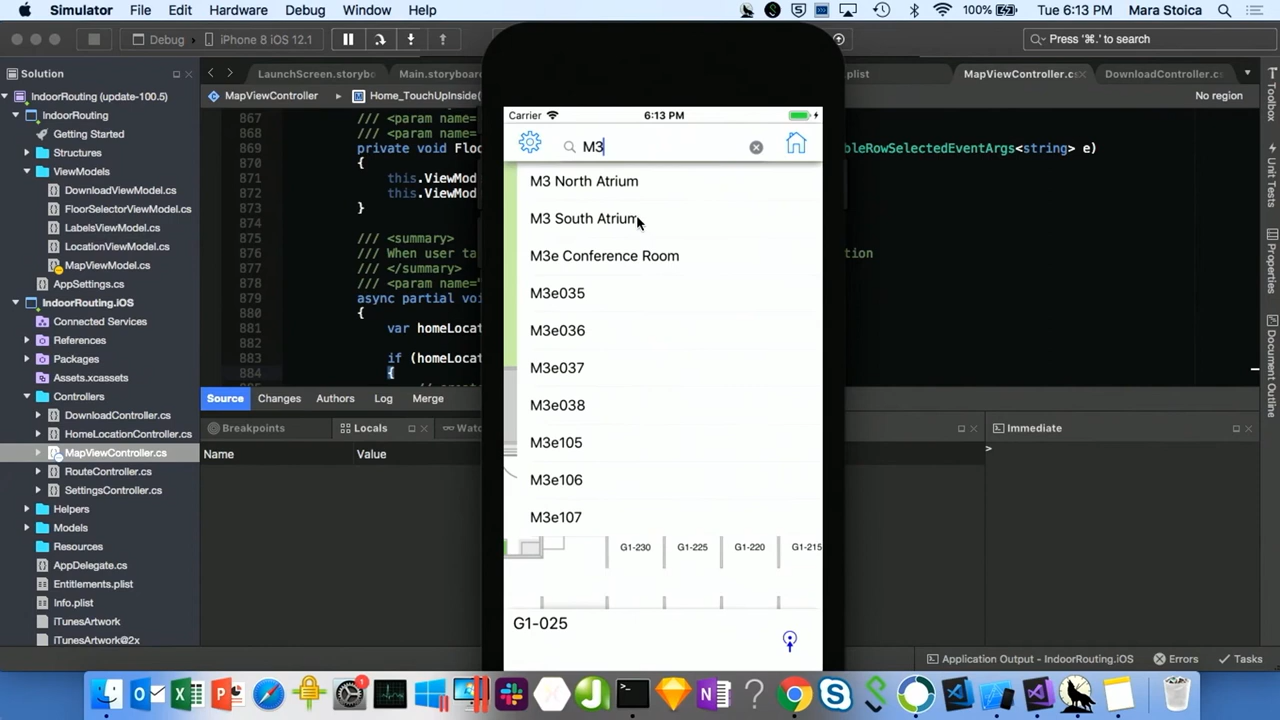 Simulator File Edit Hardware Debug Window Help 100% Tue 6:13 PM Mara Stoica
Debug iPhone 8 iOS 12.1 Press ‘⌘.’ to search
Solution
LaunchScreen.storybo Main.storyboard .plist MapViewController.cs DownloadController.cs
IndoorRouting (update-100.5)
MapViewController Home_TouchUpInside( No region
IndoorRouting
Getting Started
Structures
ViewModels
DownloadViewModel.cs
FloorSelectorViewModel.cs
LabelsViewModel.cs
LocationViewModel.cs
MapViewModel.cs
AppSettings.cs
IndoorRouting.iOS
Connected Services
References
Packages
Assets.xcassets
Controllers
DownloadController.cs
HomeLocationController.cs
MapViewController.cs
RouteController.cs
SettingsController.cs
Helpers
Models
Resources
AppDelegate.cs
Entitlements.plist
Info.plist
iTunesArtwork
iTunesArtwork@2x
867 /// <param name=
868 /// <param name=
869 private void Floo bleRowSelectedEventArgs<string> e)
870 {
871 this.ViewMod
872 this.ViewMod
873 }
874
875 /// <summary>
876 /// When user ta tion
877 /// </summary>
878 /// <param name="
879 async partial voi
880 {
881 var homeLocat
882
883 if (homeLocat
884 {
Source Changes Authors Log Merge
Breakpoints Locals Watc
Name Value
Immediate
>
Carrier 6:13 PM
M3
M3 North Atrium
M3 South Atrium
M3e Conference Room
M3e035
M3e036
M3e037
M3e038
M3e105
M3e106
M3e107
G1-230 G1-225 G1-220 G1-215
G1-025
Toolbox
Unit Tests
Properties
Document Outline
Application Output - IndoorRouting.iOS Errors Tasks